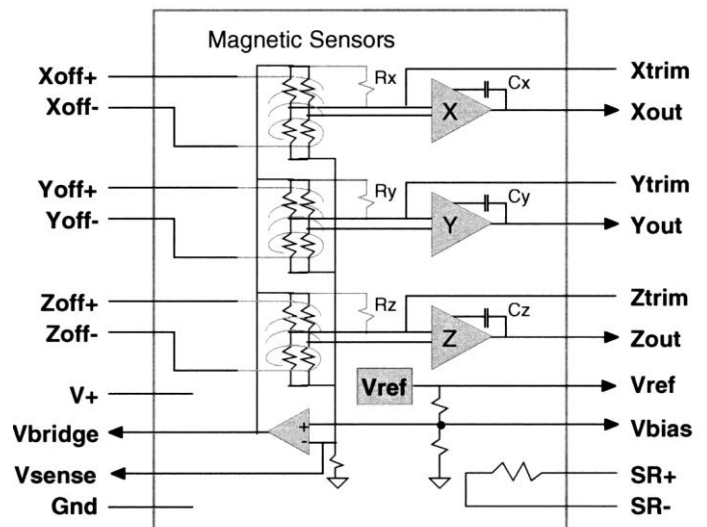 Magnetic Sensors
Xoff+
Xoff-
Rx
Cx
X
Xtrim
Xout
Yoff+
Yoff-
Ry
Cy
Y
Ytrim
Yout
Zoff+
Zoff-
Rz
Cz
Z
Ztrim
Zout
V+
Vref
Vref
Vbridge
+
-
Vbias
Vsense
SR+
Gnd
SR-